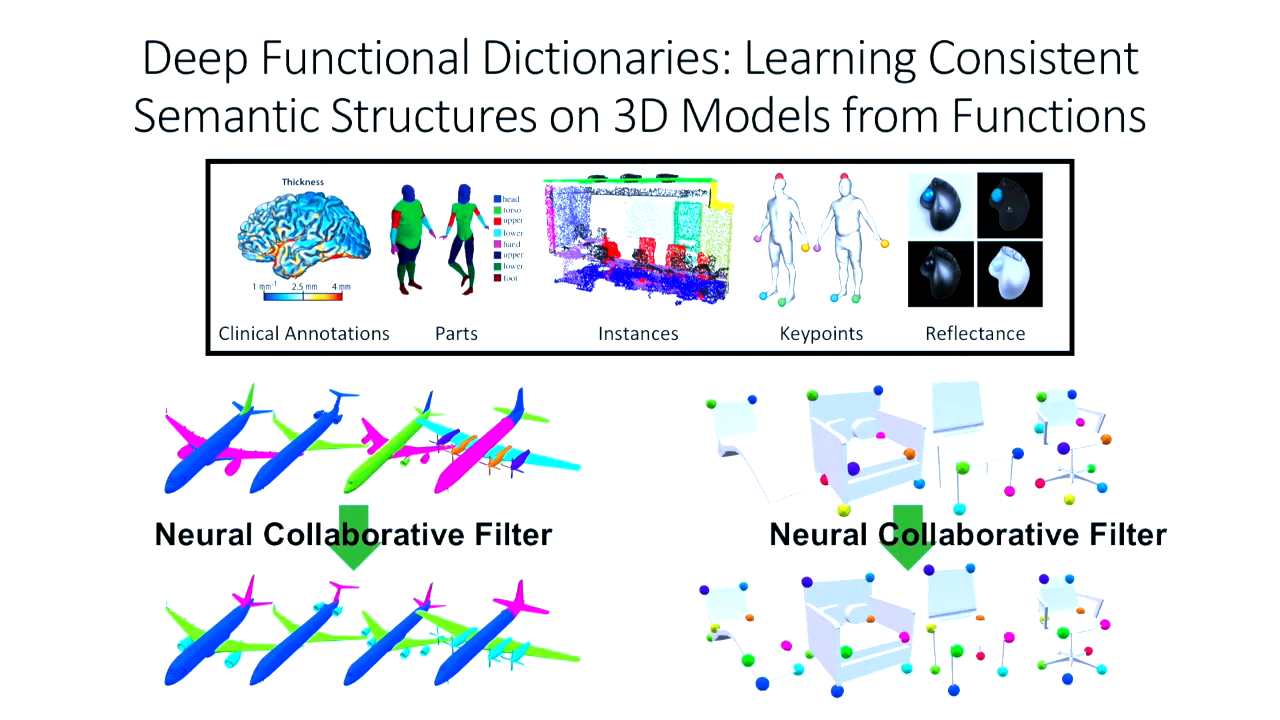 Deep Functional Dictionaries: Learning Consistent
Semantic Structures on 3D Models from Functions
Thickness
1 mm⁻¹ 2.5 mm 4 mm
head
torso
upper
lower
hand
upper
lower
foot
Clinical Annotations Parts Instances Keypoints Reflectance
Neural Collaborative Filter Neural Collaborative Filter